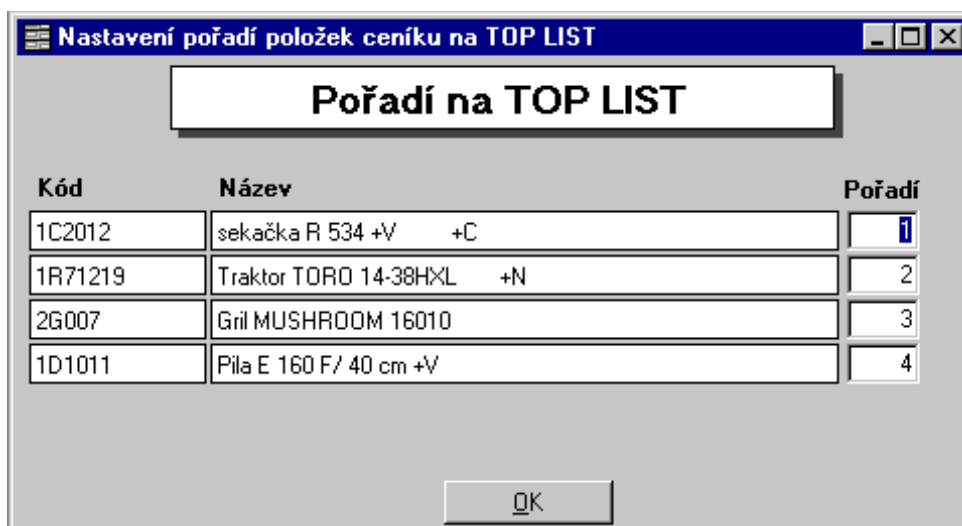 Nastavení pořadí položek ceníku na TOP LIST
Pořadí na TOP LIST
Kód Název Pořadí
1C2012 sekačka R 534 +V +C 1
1R71219 Traktor TORO 14-38HXL +N 2
2G007 Gril MUSHROOM 16010 3
1D1011 Pila E 160 F/ 40 cm +V 4
OK